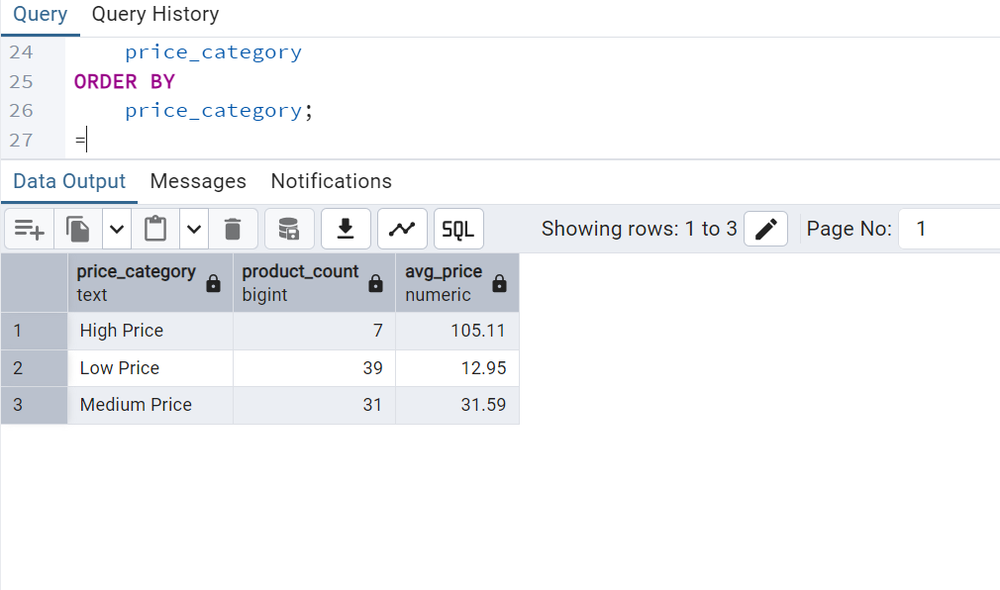 Query Query History
24 price_category
25 ORDER BY
26 price_category;
27 =
Data Output Messages Notifications
SQL Showing rows: 1 to 3 Page No: 1
price_category product_count avg_price
text bigint numeric
1 High Price 7 105.11
2 Low Price 39 12.95
3 Medium Price 31 31.59